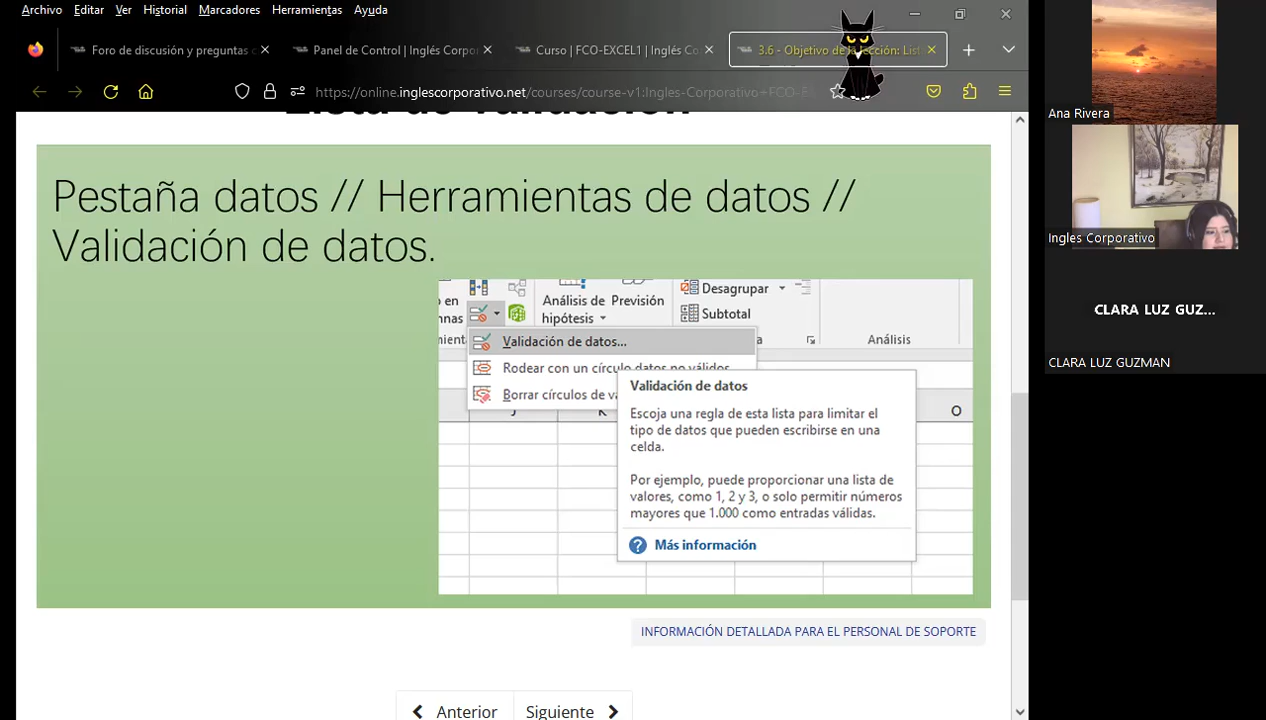 Archivo Editar Ver Historial Marcadores Herramientas Ayuda
Foro de discusión y preguntas
Panel de Control | Inglés Corpor
Curso | FCO-EXCEL1 | Inglés Co
3.6 - Objetivo de la lección: List
https://online.inglescorporativo.net/courses/course-v1:Ingles-Corporativo+FCO-E
Lista de validación
Pestaña datos // Herramientas de datos //
Validación de datos.
o en
nnas
Análisis de
hipótesis
Previsión
Desagrupar
Subtotal
Análisis
Validación de datos...
Rodear con un círculo datos no válidos
Borrar círculos de va
J K O
Validación de datos
Escoja una regla de esta lista para limitar el
tipo de datos que pueden escribirse en una
celda.
Por ejemplo, puede proporcionar una lista de
valores, como 1, 2 y 3, o solo permitir números
mayores que 1.000 como entradas válidas.
? Más información
INFORMACIÓN DETALLADA PARA EL PERSONAL DE SOPORTE
Anterior Siguiente
Ana Rivera
Ingles Corporativo
CLARA LUZ GUZ...
CLARA LUZ GUZMAN